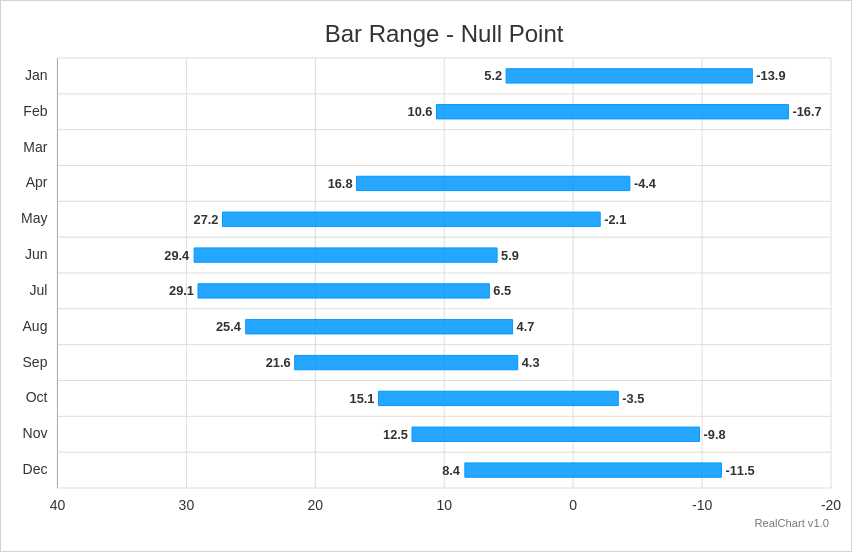 Bar Range - Null Point
Jan 5.2 -13.9
Feb 10.6 -16.7
Mar
Apr 16.8 -4.4
May 27.2 -2.1
Jun 29.4 5.9
Jul 29.1 6.5
Aug 25.4 4.7
Sep 21.6 4.3
Oct 15.1 -3.5
Nov 12.5 -9.8
Dec 8.4 -11.5
40 30 20 10 0 -10 -20
RealChart v1.0